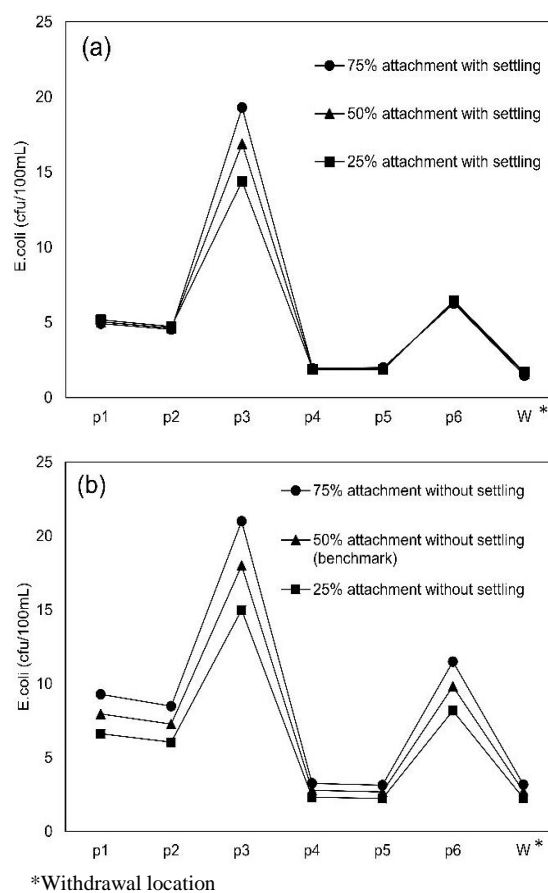 25
(a)
75% attachment with settling
20
50% attachment with settling
15
25% attachment with settling
E.coli (cfu/100mL)
10
5
0
p1 p2 p3 p4 p5 p6 W *
25
(b)
75% attachment without settling
20
50% attachment without settling
(benchmark)
15
25% attachment without settling
E.coli (cfu/100mL)
10
5
0
p1 p2 p3 p4 p5 p6 W *
*Withdrawal location